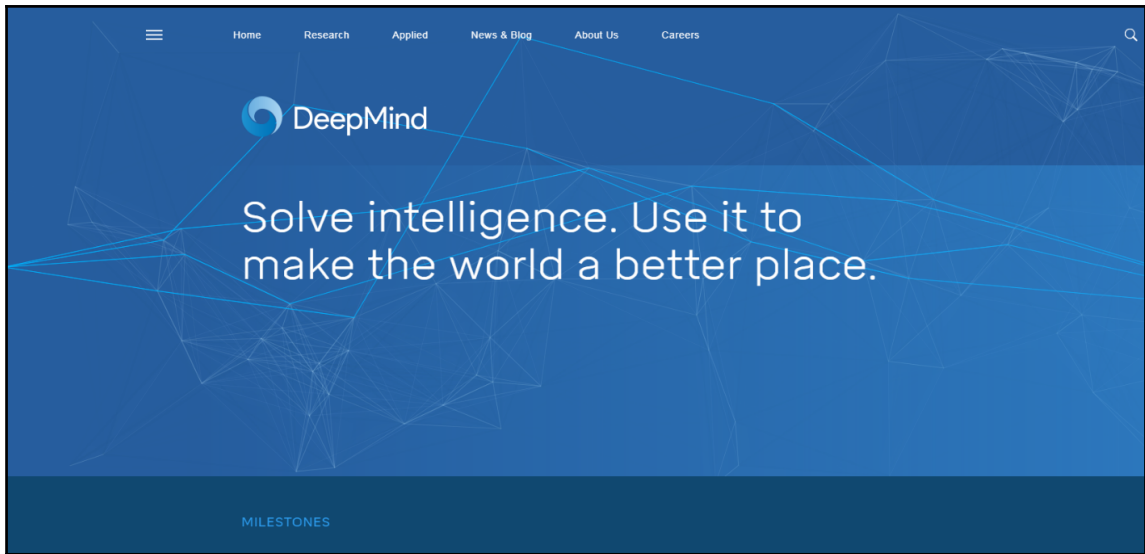 Home Research Applied News & Blog About Us Careers
DeepMind
Solve intelligence. Use it to
make the world a better place.
MILESTONES